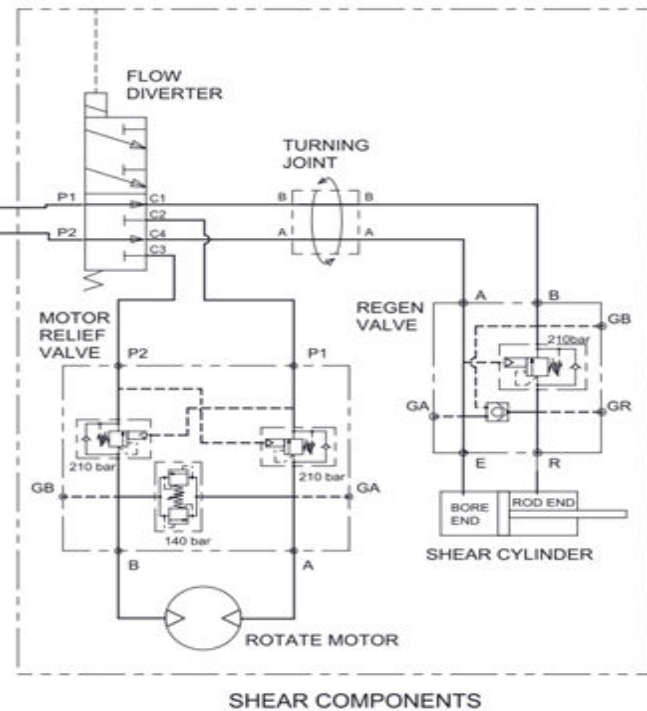 FLOW
DIVERTER
TURNING
JOINT
P1
C1
B
B
C2
P2
C4
A
A
C3
MOTOR
RELIEF
VALVE
P2
P1
REGEN
VALVE
A
B
GB
210bar
GA
GR
210 bar
210 bar
GB
GA
140 bar
E
R
BORE
END
ROD END
SHEAR CYLINDER
B
A
ROTATE MOTOR
SHEAR COMPONENTS